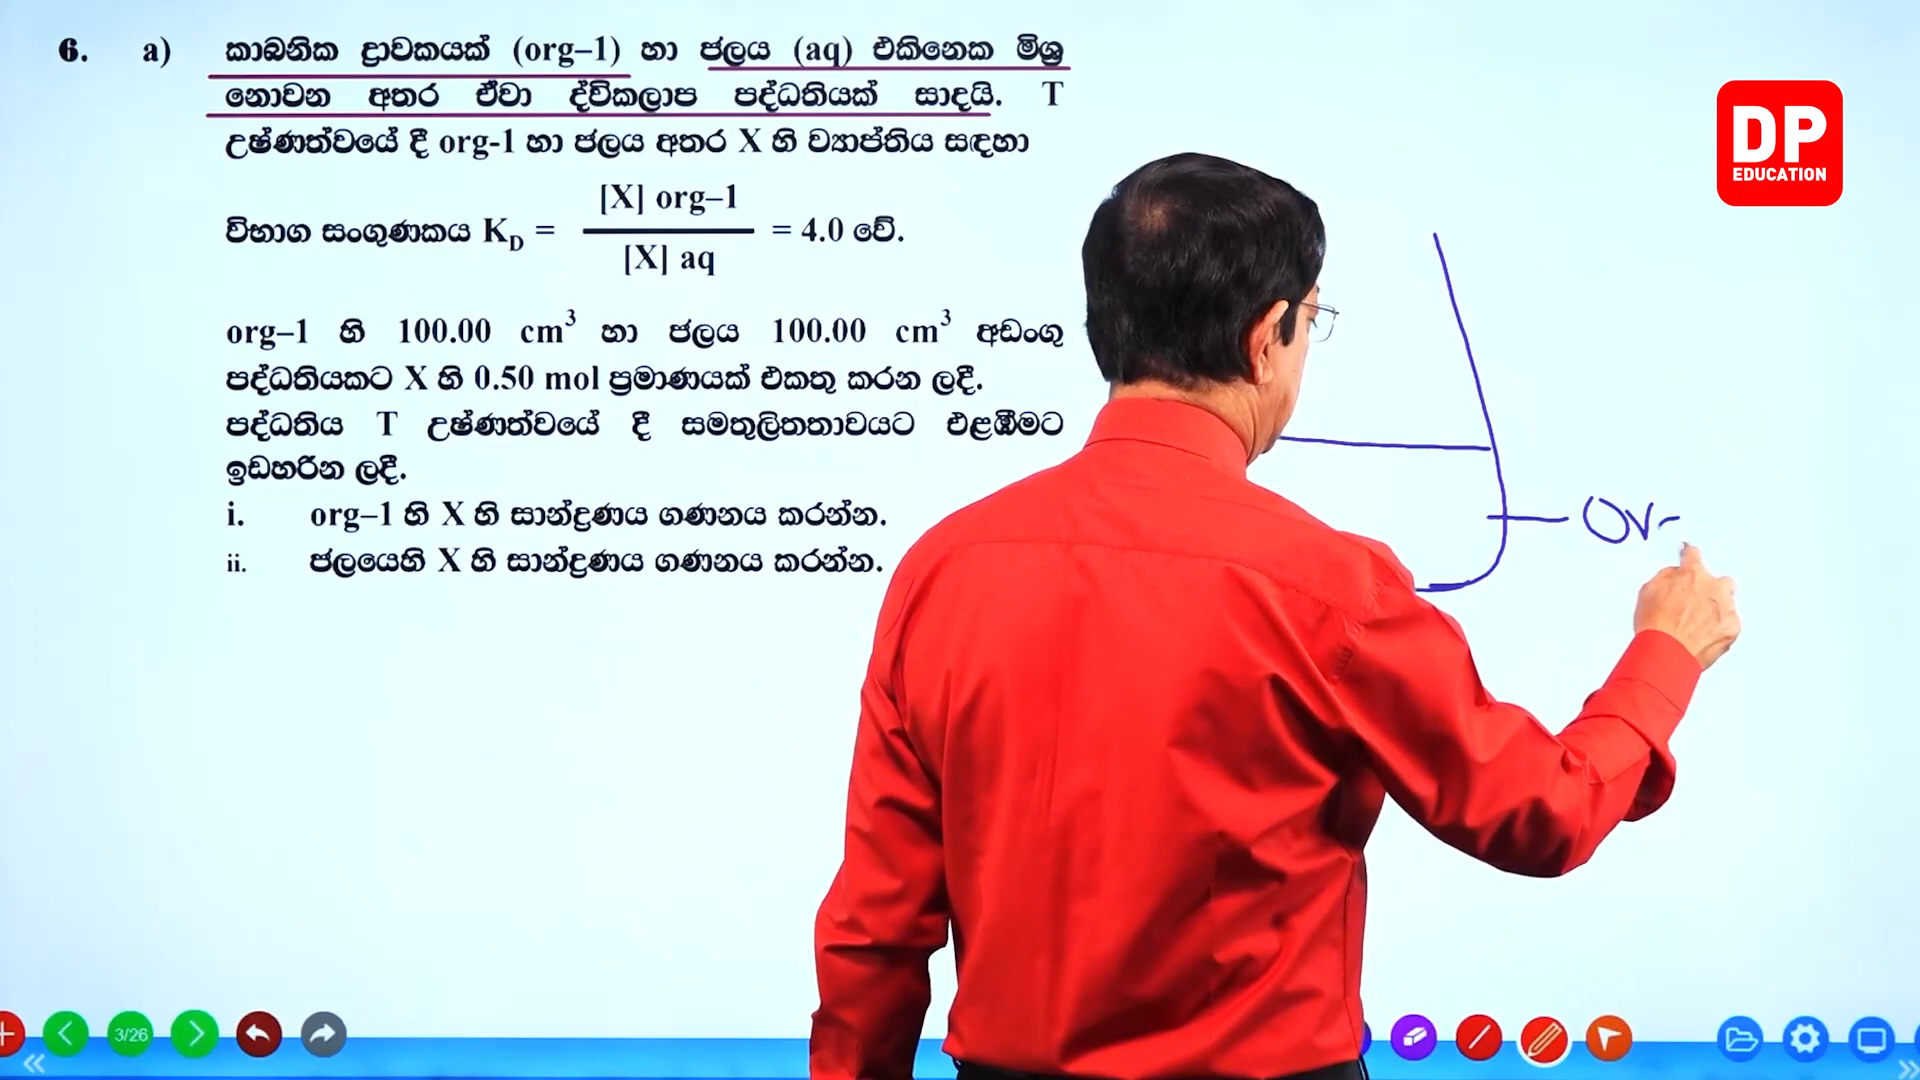 6. a) කාබනික ද්‍රාවකයක් (org–1) හා ජලය (aq) එකිනෙක මිශ්‍ර
නොවන අතර ඒවා ද්විකලාප පද්ධතියක් සාදයි. T
උෂ්ණත්වයේ දී org-1 හා ජලය අතර X හි ව්‍යාප්තිය සඳහා
විභාග සංගුණකය K_D = [X] org–1 / [X] aq = 4.0 වේ.
org–1 හි 100.00 cm³ හා ජලය 100.00 cm³ අඩංගු
පද්ධතියකට X හි 0.50 mol ප්‍රමාණයක් එකතු කරන ලදී.
පද්ධතිය T උෂ්ණත්වයේ දී සමතුලිතතාවයට එළඹීමට
ඉඩහරින ලදී.
i. org–1 හි X හි සාන්ද්‍රණය ගණනය කරන්න.
ii. ජලයෙහි X හි සාන්ද්‍රණය ගණනය කරන්න.
DP
EDUCATION
Or
3/26